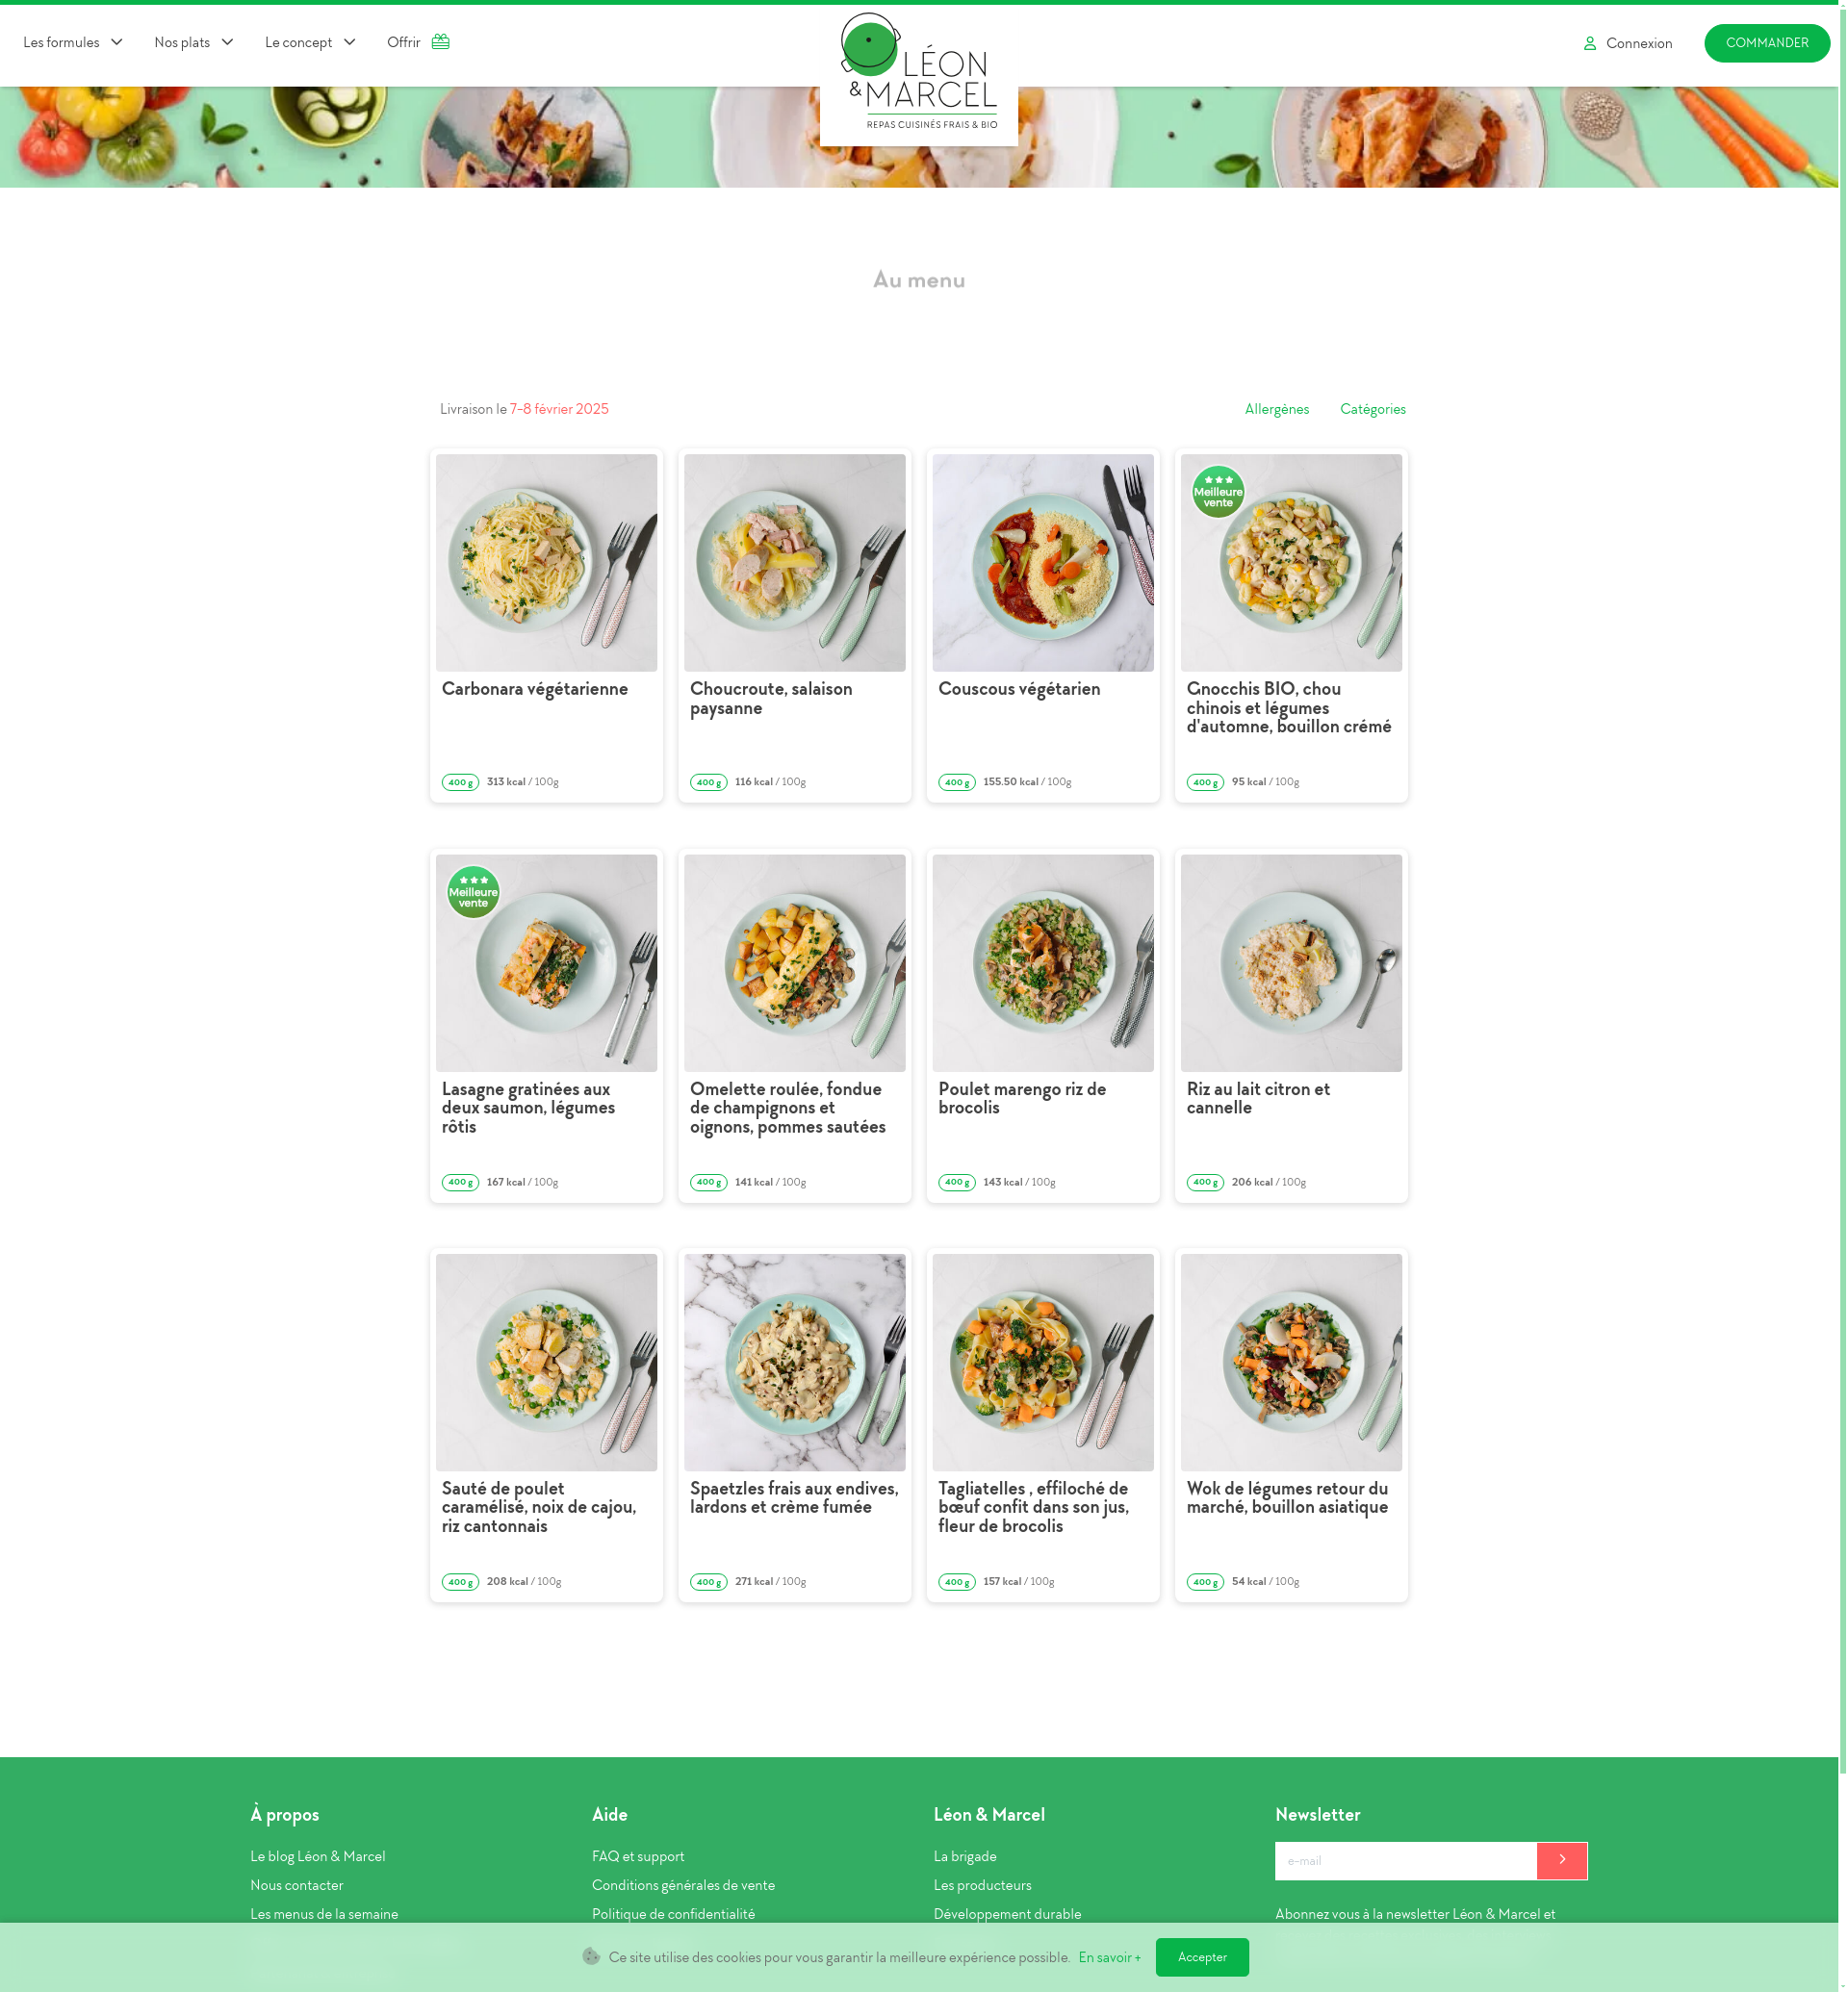 Les formules
Nos plats
Le concept
Offrir
LÉON
&MARCEL
REPAS CUISINÉS FRAIS & BIO
Connexion
COMMANDER
Au menu
Livraison le 7-8 février 2025
Allergènes
Catégories
Meilleure
vente
Carbonara végétarienne
400 g 313 kcal / 100g
Choucroute, salaison
paysanne
400 g 116 kcal / 100g
Couscous végétarien
400 g 155.50 kcal / 100g
Gnocchis BIO, chou
chinois et légumes
d'automne, bouillon crémé
400 g 95 kcal / 100g
Meilleure
vente
Lasagne gratinées aux
deux saumon, légumes
rôtis
400 g 167 kcal / 100g
Omelette roulée, fondue
de champignons et
oignons, pommes sautées
400 g 141 kcal / 100g
Poulet marengo riz de
brocolis
400 g 143 kcal / 100g
Riz au lait citron et
cannelle
400 g 206 kcal / 100g
Sauté de poulet
caramélisé, noix de cajou,
riz cantonnais
400 g 208 kcal / 100g
Spaetzles frais aux endives,
lardons et crème fumée
400 g 271 kcal / 100g
Tagliatelles , effiloché de
bœuf confit dans son jus,
fleur de brocolis
400 g 157 kcal / 100g
Wok de légumes retour du
marché, bouillon asiatique
400 g 54 kcal / 100g
À propos
Le blog Léon & Marcel
Nous contacter
Les menus de la semaine
Aide
FAQ et support
Conditions générales de vente
Politique de confidentialité
Léon & Marcel
La brigade
Les producteurs
Développement durable
Newsletter
e-mail
Abonnez vous à la newsletter Léon & Marcel et
Ce site utilise des cookies pour vous garantir la meilleure expérience possible. En savoir +
Accepter